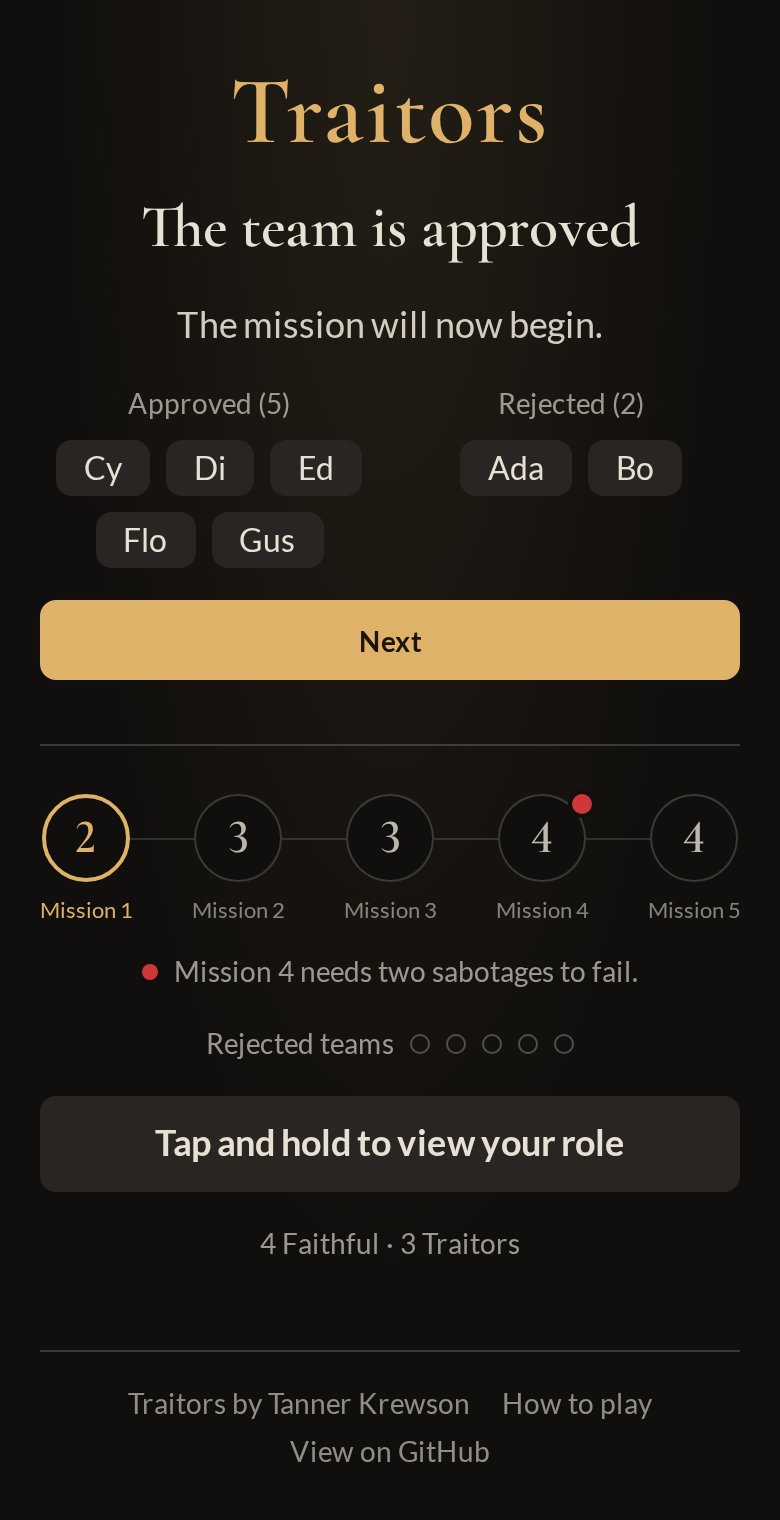 Traitors
The team is approved
The mission will now begin.
Approved (5)
Cy Di Ed
Flo Gus
Rejected (2)
Ada Bo
Next
2 3 3 4 4
Mission 1 Mission 2 Mission 3 Mission 4 Mission 5
Mission 4 needs two sabotages to fail.
Rejected teams
Tap and hold to view your role
4 Faithful · 3 Traitors
Traitors by Tanner Krewson How to play
View on GitHub